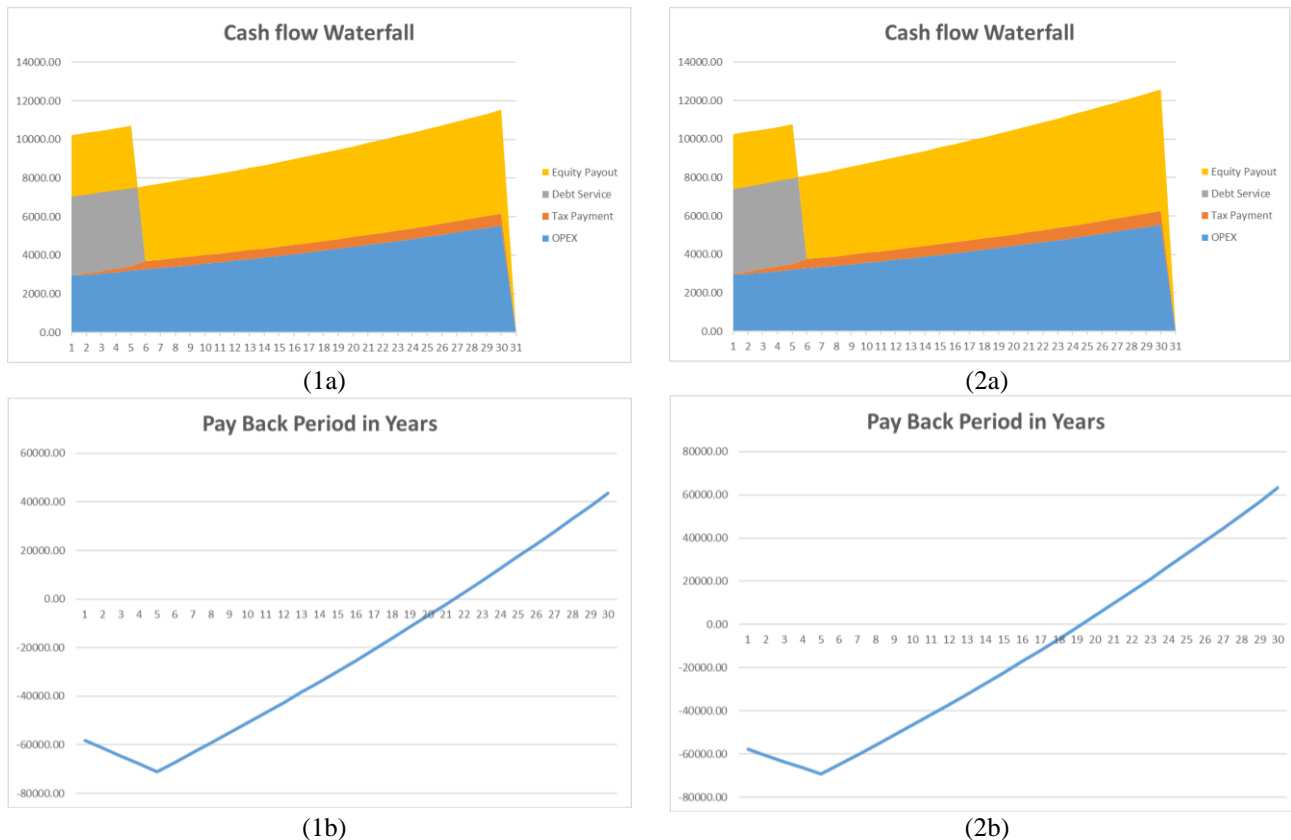 Cash flow Waterfall
14000.00
12000.00
10000.00
8000.00
6000.00
4000.00
2000.00
0.00
1 2 3 4 5 6 7 8 9 10 11 12 13 14 15 16 17 18 19 20 21 22 23 24 25 26 27 28 29 30 31
Equity Payout
Debt Service
Tax Payment
OPEX
(1a)
Cash flow Waterfall
14000.00
12000.00
10000.00
8000.00
6000.00
4000.00
2000.00
0.00
1 2 3 4 5 6 7 8 9 10 11 12 13 14 15 16 17 18 19 20 21 22 23 24 25 26 27 28 29 30 31
Equity Payout
Debt Service
Tax Payment
OPEX
(2a)
Pay Back Period in Years
60000.00
40000.00
20000.00
0.00
1 2 3 4 5 6 7 8 9 10 11 12 13 14 15 16 17 18 19 20 21 22 23 24 25 26 27 28 29 30
-20000.00
-40000.00
-60000.00
-80000.00
(1b)
Pay Back Period in Years
80000.00
60000.00
40000.00
20000.00
0.00
1 2 3 4 5 6 7 8 9 10 11 12 13 14 15 16 17 18 19 20 21 22 23 24 25 26 27 28 29 30
-20000.00
-40000.00
-60000.00
-80000.00
(2b)